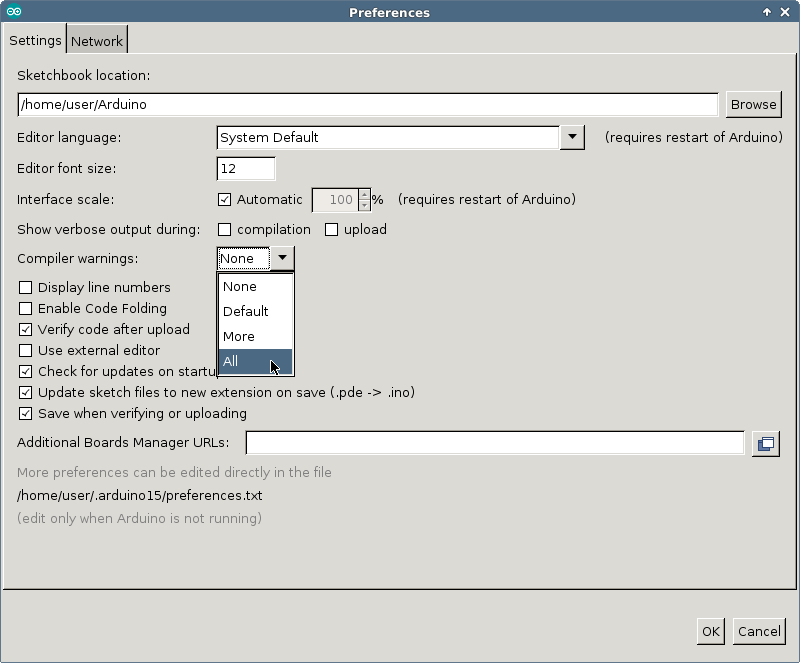 Preferences
Settings
Network
Sketchbook location:
/home/user/Arduino
Browse
Editor language:
System Default
(requires restart of Arduino)
Editor font size:
12
Interface scale:
Automatic
100
%
(requires restart of Arduino)
Show verbose output during:
compilation
upload
Compiler warnings:
None
None
Default
More
All
Display line numbers
Enable Code Folding
Verify code after upload
Use external editor
Check for updates on startu
Update sketch files to new extension on save (.pde -> .ino)
Save when verifying or uploading
Additional Boards Manager URLs:
More preferences can be edited directly in the file
/home/user/.arduino15/preferences.txt
(edit only when Arduino is not running)
OK
Cancel